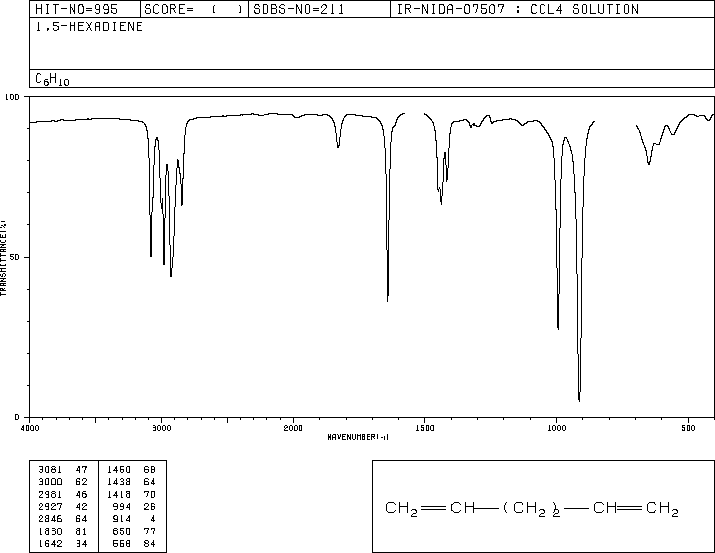 HIT-NO=995 SCORE= ( ) SDBS-NO=211 IR-NIDA-07507 : CCL4 SOLUTION
1,5-HEXADIENE
C6H10
100
50
0
TRANSMITTANCE(%)
4000 3000 2000 1500 1000 500
WAVENUMBER(-1)
3081 47 1450 68
3000 62 1438 64
2981 46 1418 70
2927 42 994 26
2846 64 914 4
1830 81 650 77
1642 34 558 84
CH2=CH-(CH2)2-CH=CH2